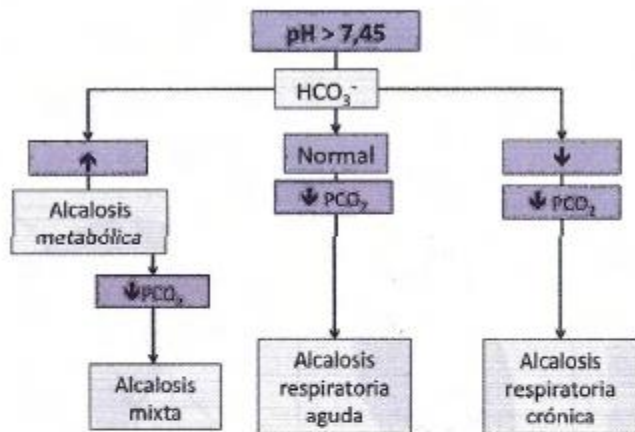 pH > 7,45
HCO₃⁻
↑
Normal
↓
↓ PCO₂
↓ PCO₂
Alcalosis
metabólica
↓ PCO₂
Alcalosis
mixta
Alcalosis
respiratoria
aguda
Alcalosis
respiratoria
crónica